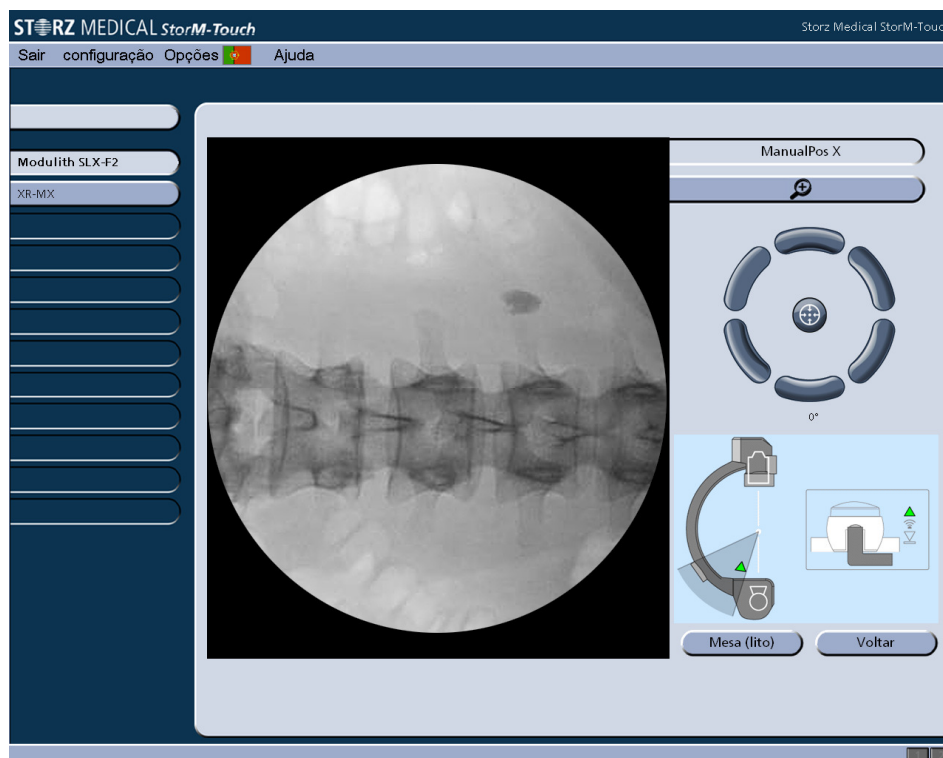 STORZ MEDICAL StorM-Touch
Storz Medical StorM-Touc
Sair configuração Opções Ajuda
Modulith SLX-F2
XR-MX
ManualPos X
0°
Mesa (lito)
Voltar